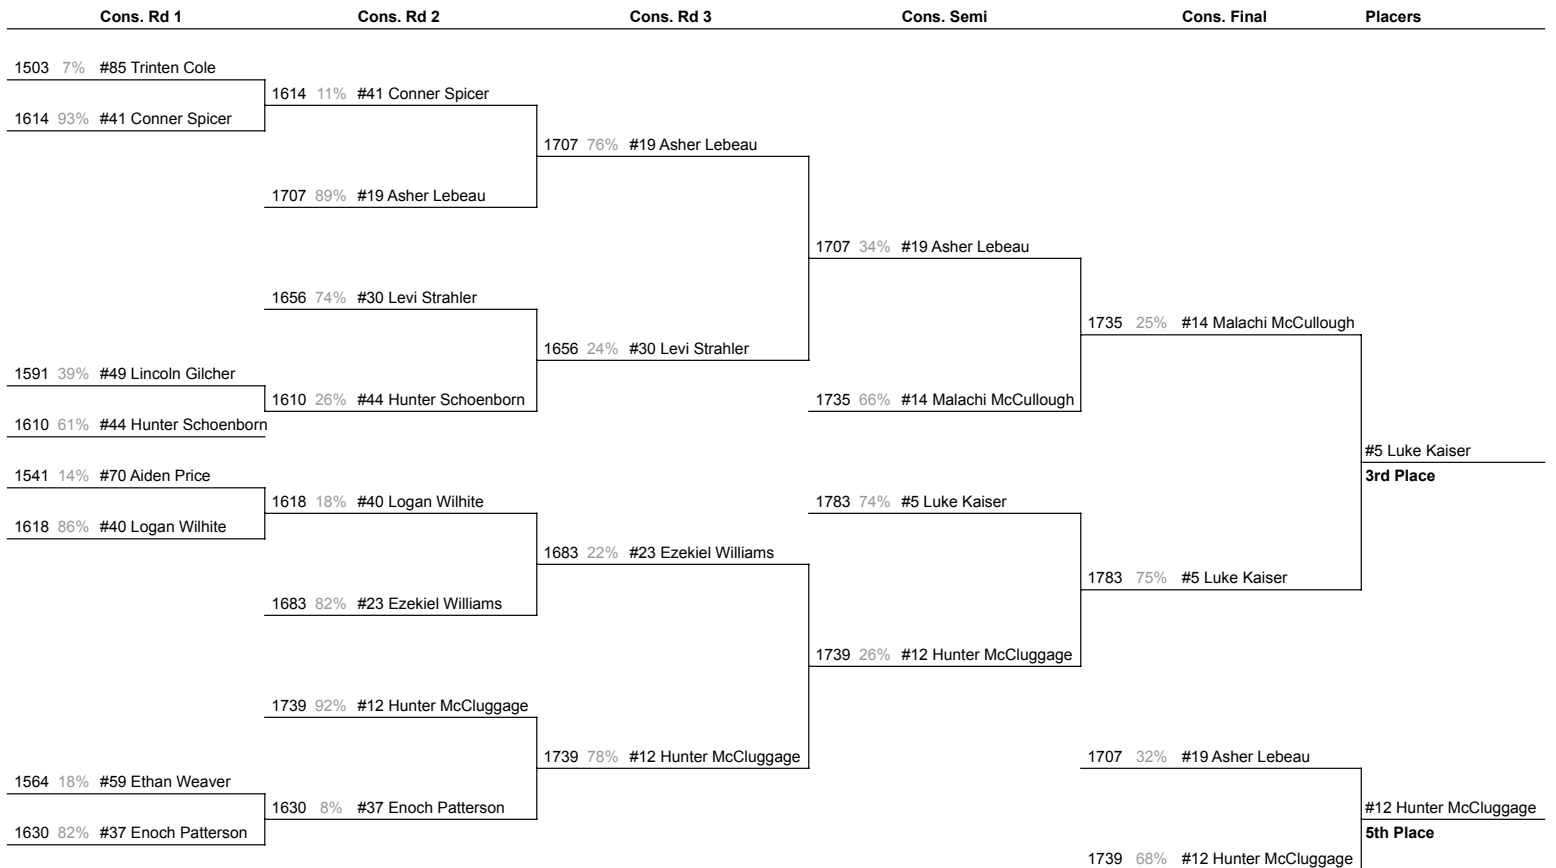 Cons. Rd 1 Cons. Rd 2 Cons. Rd 3 Cons. Semi Cons. Final Placers
1503 7% #85 Trinten Cole
1614 11% #41 Conner Spicer
1614 93% #41 Conner Spicer
1707 76% #19 Asher Lebeau
1707 89% #19 Asher Lebeau
1707 34% #19 Asher Lebeau
1656 74% #30 Levi Strahler
1735 25% #14 Malachi McCullough
1656 24% #30 Levi Strahler
1591 39% #49 Lincoln Gilcher
1610 26% #44 Hunter Schoenborn
1735 66% #14 Malachi McCullough
1610 61% #44 Hunter Schoenborn
#5 Luke Kaiser
1541 14% #70 Aiden Price
3rd Place
1618 18% #40 Logan Wilhite
1783 74% #5 Luke Kaiser
1618 86% #40 Logan Wilhite
1683 22% #23 Ezekiel Williams
1783 75% #5 Luke Kaiser
1683 82% #23 Ezekiel Williams
1739 26% #12 Hunter McCluggage
1739 92% #12 Hunter McCluggage
1739 78% #12 Hunter McCluggage
1707 32% #19 Asher Lebeau
1564 18% #59 Ethan Weaver
1630 8% #37 Enoch Patterson
#12 Hunter McCluggage
1630 82% #37 Enoch Patterson
5th Place
1739 68% #12 Hunter McCluggage